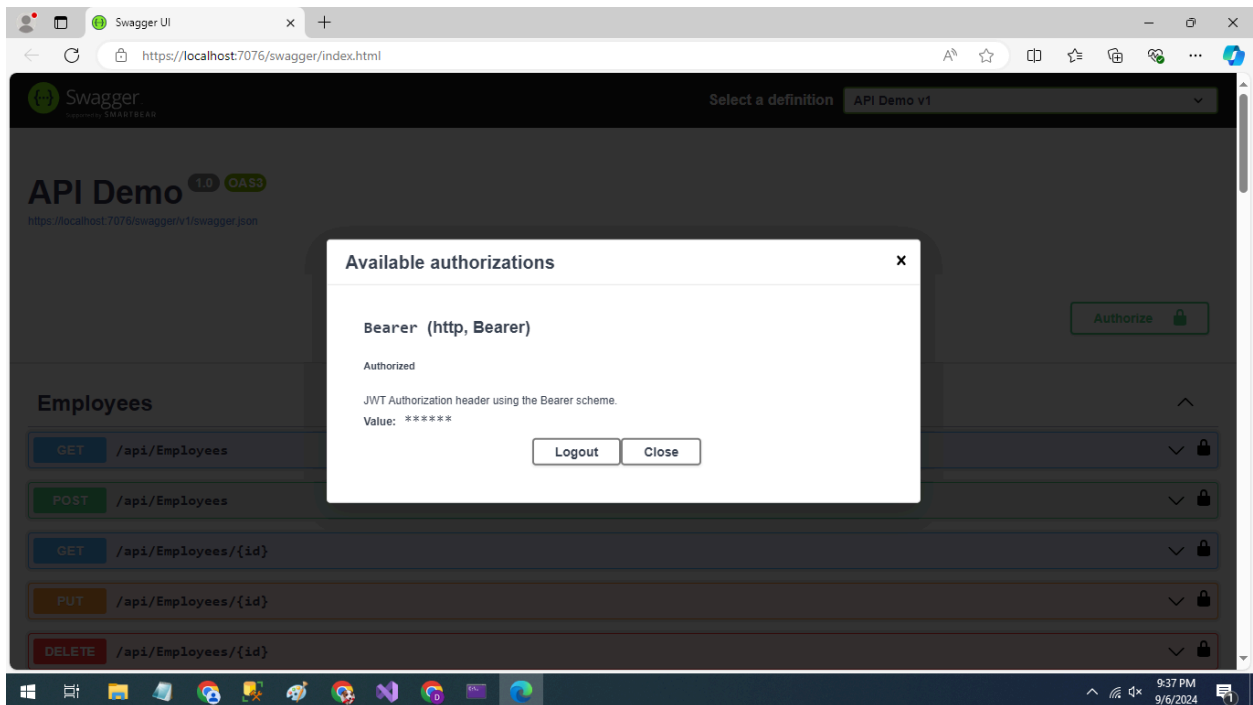 Swagger UI
https://localhost:7076/swagger/index.html
Swagger
Supported by SMARTBEAR
Select a definition API Demo v1
API Demo 1.0 OAS3
https://localhost:7076/swagger/v1/swagger.json
Available authorizations
Bearer (http, Bearer)
Authorized
JWT Authorization header using the Bearer scheme.
Value: ******
Logout Close
Authorize
Employees
GET /api/Employees
POST /api/Employees
GET /api/Employees/{id}
PUT /api/Employees/{id}
DELETE /api/Employees/{id}
9:37 PM
9/6/2024